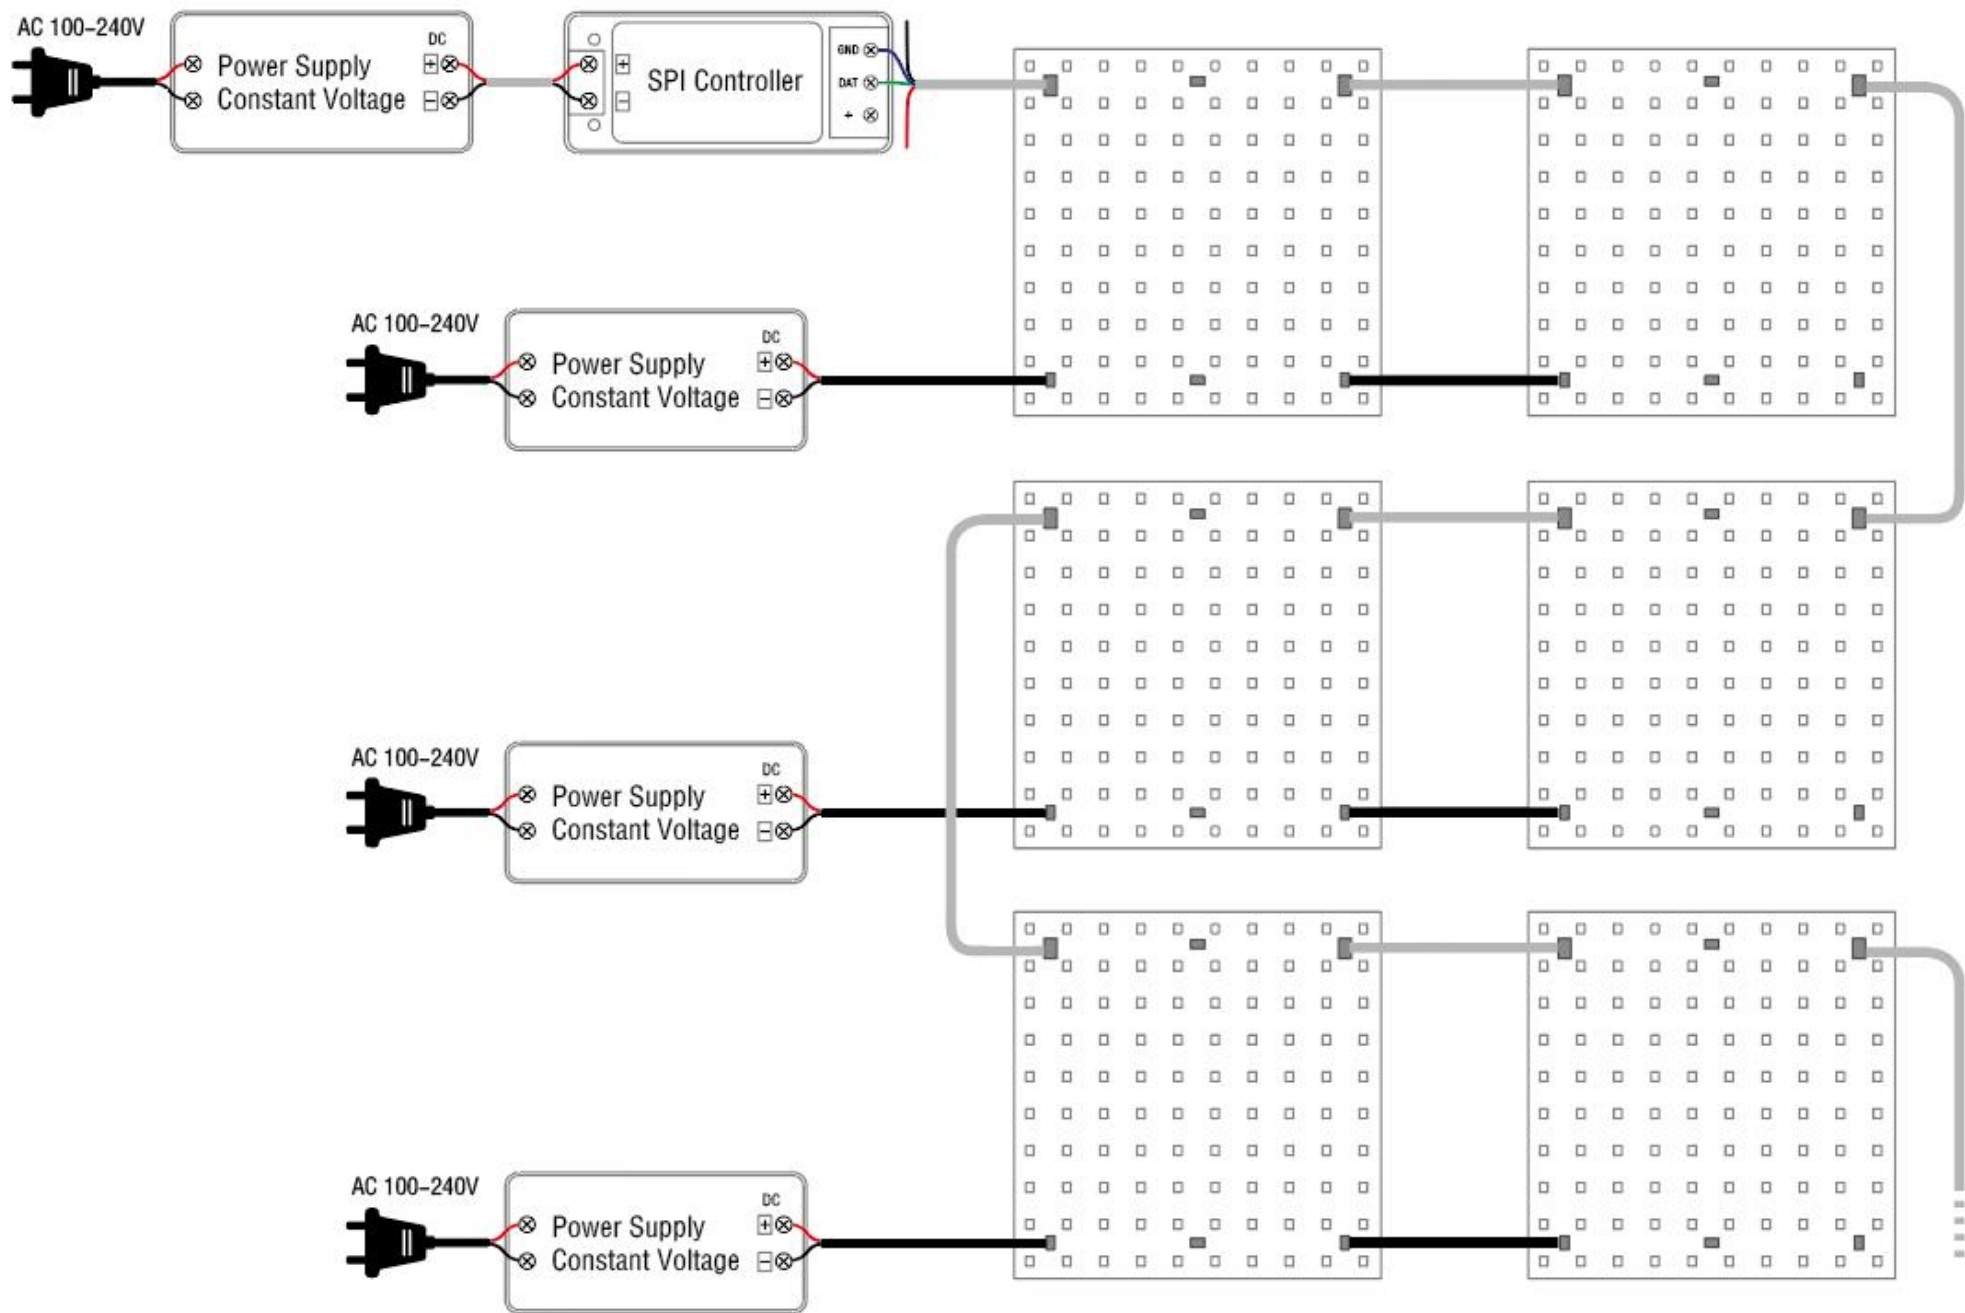 AC 100–240V
Power Supply
Constant Voltage
DC
+
−
+
−
SPI Controller
GND
DAT
+
AC 100–240V
Power Supply
Constant Voltage
DC
+
−
AC 100–240V
Power Supply
Constant Voltage
DC
+
−
AC 100–240V
Power Supply
Constant Voltage
DC
+
−